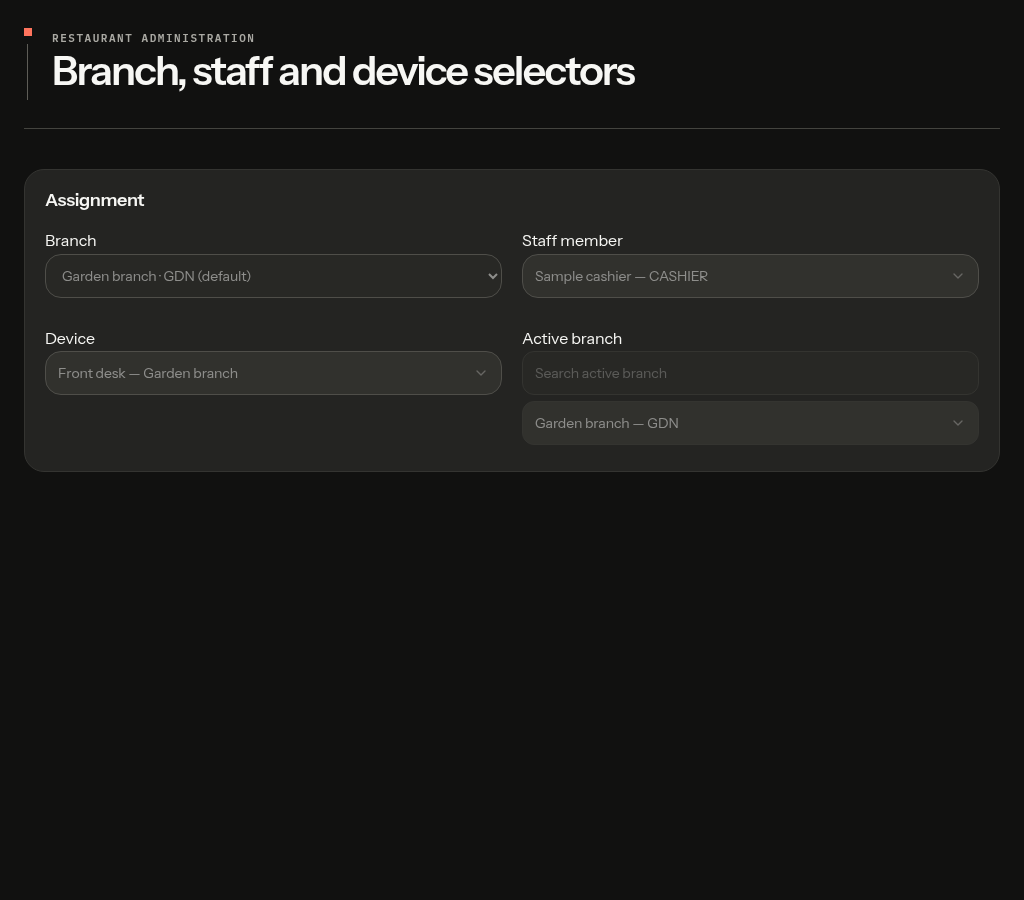 RESTAURANT ADMINISTRATION
Branch, staff and device selectors
Assignment
Branch
Garden branch · GDN (default)
Staff member
Sample cashier — CASHIER
Device
Front desk — Garden branch
Active branch
Search active branch
Garden branch — GDN